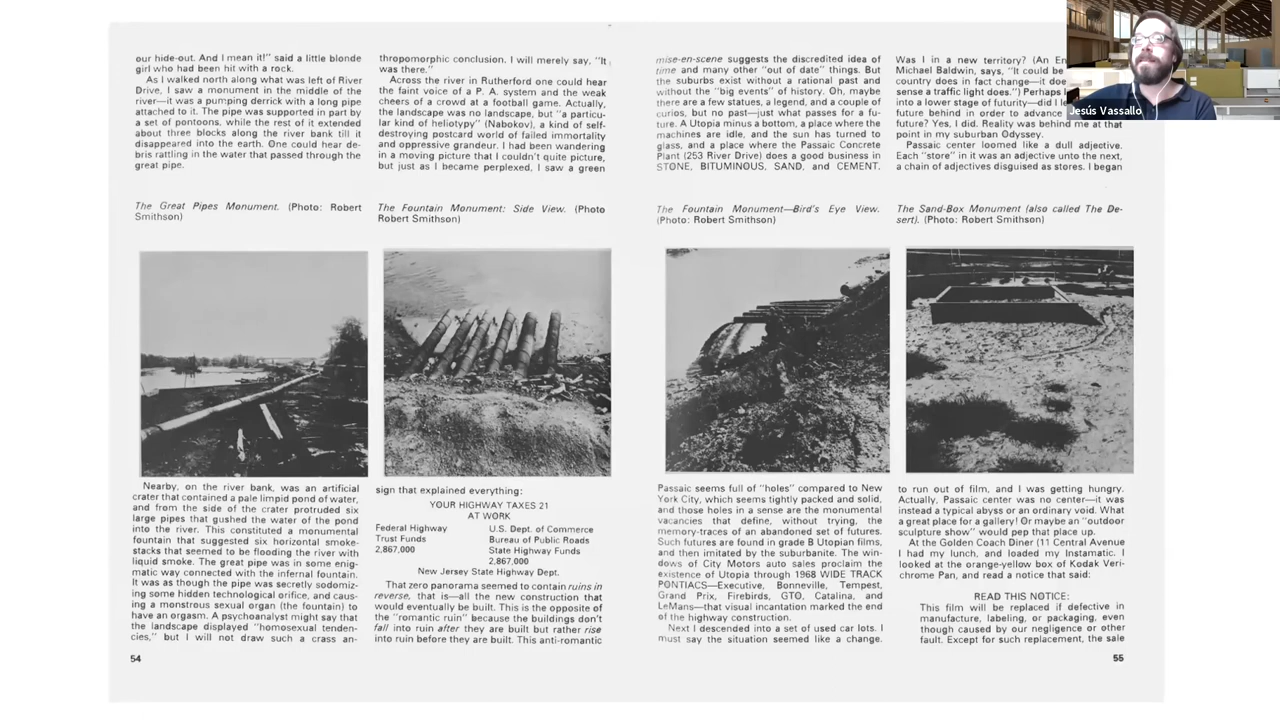 our hide-out. And I mean it!" said a little blonde
girl who had been hit with a rock.
As I walked north along what was left of River
Drive, I saw a monument in the middle of the
river—it was a pumping derrick with a long pipe
attached to it. The pipe was supported in part by
a set of pontoons, while the rest of it extended
about three blocks along the river bank till it
disappeared into the earth. One could hear de-
bris rattling in the water that passed through the
great pipe.
The Great Pipes Monument. (Photo: Robert
Smithson)
Nearby, on the river bank, was an artificial
crater that contained a pale limpid pond of water,
and from the side of the crater protruded six
large pipes that gushed the water of the pond
into the river. This constituted a monumental
fountain that suggested six horizontal smoke-
stacks that seemed to be flooding the river with
liquid smoke. The great pipe was in some enig-
matic way connected with the infernal fountain.
It was as though the pipe was secretly sodomiz-
ing some hidden technological orifice, and caus-
ing a monstrous sexual organ (the fountain) to
have an orgasm. A psychoanalyst might say that
the landscape displayed "homosexual tenden-
cies," but I will not draw such a crass an-
54
thropomorphic conclusion. I will merely say, "It
was there."
Across the river in Rutherford one could hear
the faint voice of a P. A. system and the weak
cheers of a crowd at a football game. Actually,
the landscape was no landscape, but "a particu-
lar kind of heliotypy" (Nabokov), a kind of self-
destroying postcard world of failed immortality
and oppressive grandeur. I had been wandering
in a moving picture that I couldn't quite picture,
but just as I became perplexed, I saw a green
The Fountain Monument: Side View. (Photo
Robert Smithson)
sign that explained everything:
YOUR HIGHWAY TAXES 21
AT WORK
Federal Highway
Trust Funds
2,867,000
U.S. Dept. of Commerce
Bureau of Public Roads
State Highway Funds
2,867,000
New Jersey State Highway Dept.
That zero panorama seemed to contain ruins in
reverse, that is—all the new construction that
would eventually be built. This is the opposite of
the "romantic ruin" because the buildings don't
fall into ruin after they are built but rather rise
into ruin before they are built. This anti-romantic
mise-en-scene suggests the discredited idea of
time and many other "out of date" things. But
the suburbs exist without a rational past and
without the "big events" of history. Oh, maybe
there are a few statues, a legend, and a couple of
curios, but no past—just what passes for a fu-
ture. A Utopia minus a bottom, a place where the
machines are idle, and the sun has turned to
glass, and a place where the Passaic Concrete
Plant (253 River Drive) does a good business in
STONE, BITUMINOUS, SAND, and CEMENT.
The Fountain Monument—Bird's Eye View.
(Photo: Robert Smithson)
Passaic seems full of "holes" compared to New
York City, which seems tightly packed and solid,
and those holes in a sense are the monumental
vacancies that define, without trying, the
memory-traces of an abandoned set of futures.
Such futures are found in grade B Utopian films,
and then imitated by the suburbanite. The win-
dows of City Motors auto sales proclaim the
existence of Utopia through 1968 WIDE TRACK
PONTIACS—Executive, Bonneville, Tempest,
Grand Prix, Firebirds, GTO, Catalina, and
LeMans—that visual incantation marked the end
of the highway construction.
Next I descended into a set of used car lots. I
must say the situation seemed like a change.
Was I in a new territory? (An En
Michael Baldwin, says, "It could be
country does in fact change—it doe
sense a traffic light does.") Perhaps I
into a lower stage of futurity—did I le
future behind in order to advance
future? Yes, I did. Reality was behind me at that
point in my suburban Odyssey.
Passaic center loomed like a dull adjective.
Each "store" in it was an adjective unto the next,
a chain of adjectives disguised as stores. I began
The Sand-Box Monument (also called The De-
sert). (Photo: Robert Smithson)
to run out of film, and I was getting hungry.
Actually, Passaic center was no center—it was
instead a typical abyss or an ordinary void. What
a great place for a gallery! Or maybe an "outdoor
sculpture show" would pep that place up.
At the Golden Coach Diner (11 Central Avenue
I had my lunch, and loaded my Instamatic. I
looked at the orange-yellow box of Kodak Veri-
chrome Pan, and read a notice that said:
READ THIS NOTICE:
This film will be replaced if defective in
manufacture, labeling, or packaging, even
though caused by our negligence or other
fault. Except for such replacement, the sale
55
Jesús Vassallo